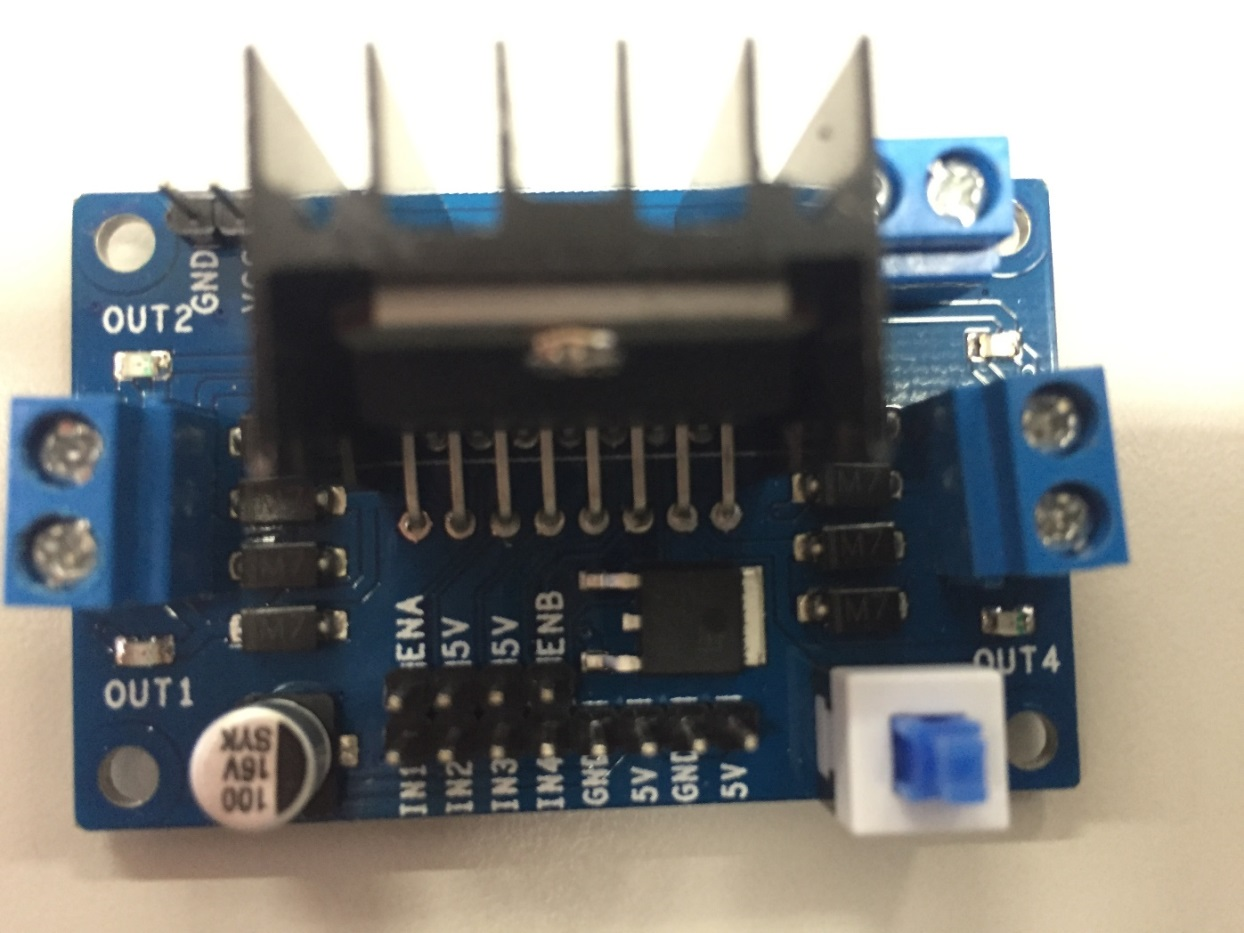 GND
OUT2
M7
M7
M7
M7
M7
ENA
5V
5V
ENB
OUT1
OUT4
100
16V
SYK
IN1
IN2
IN3
IN4
GND
5V
GND
5V